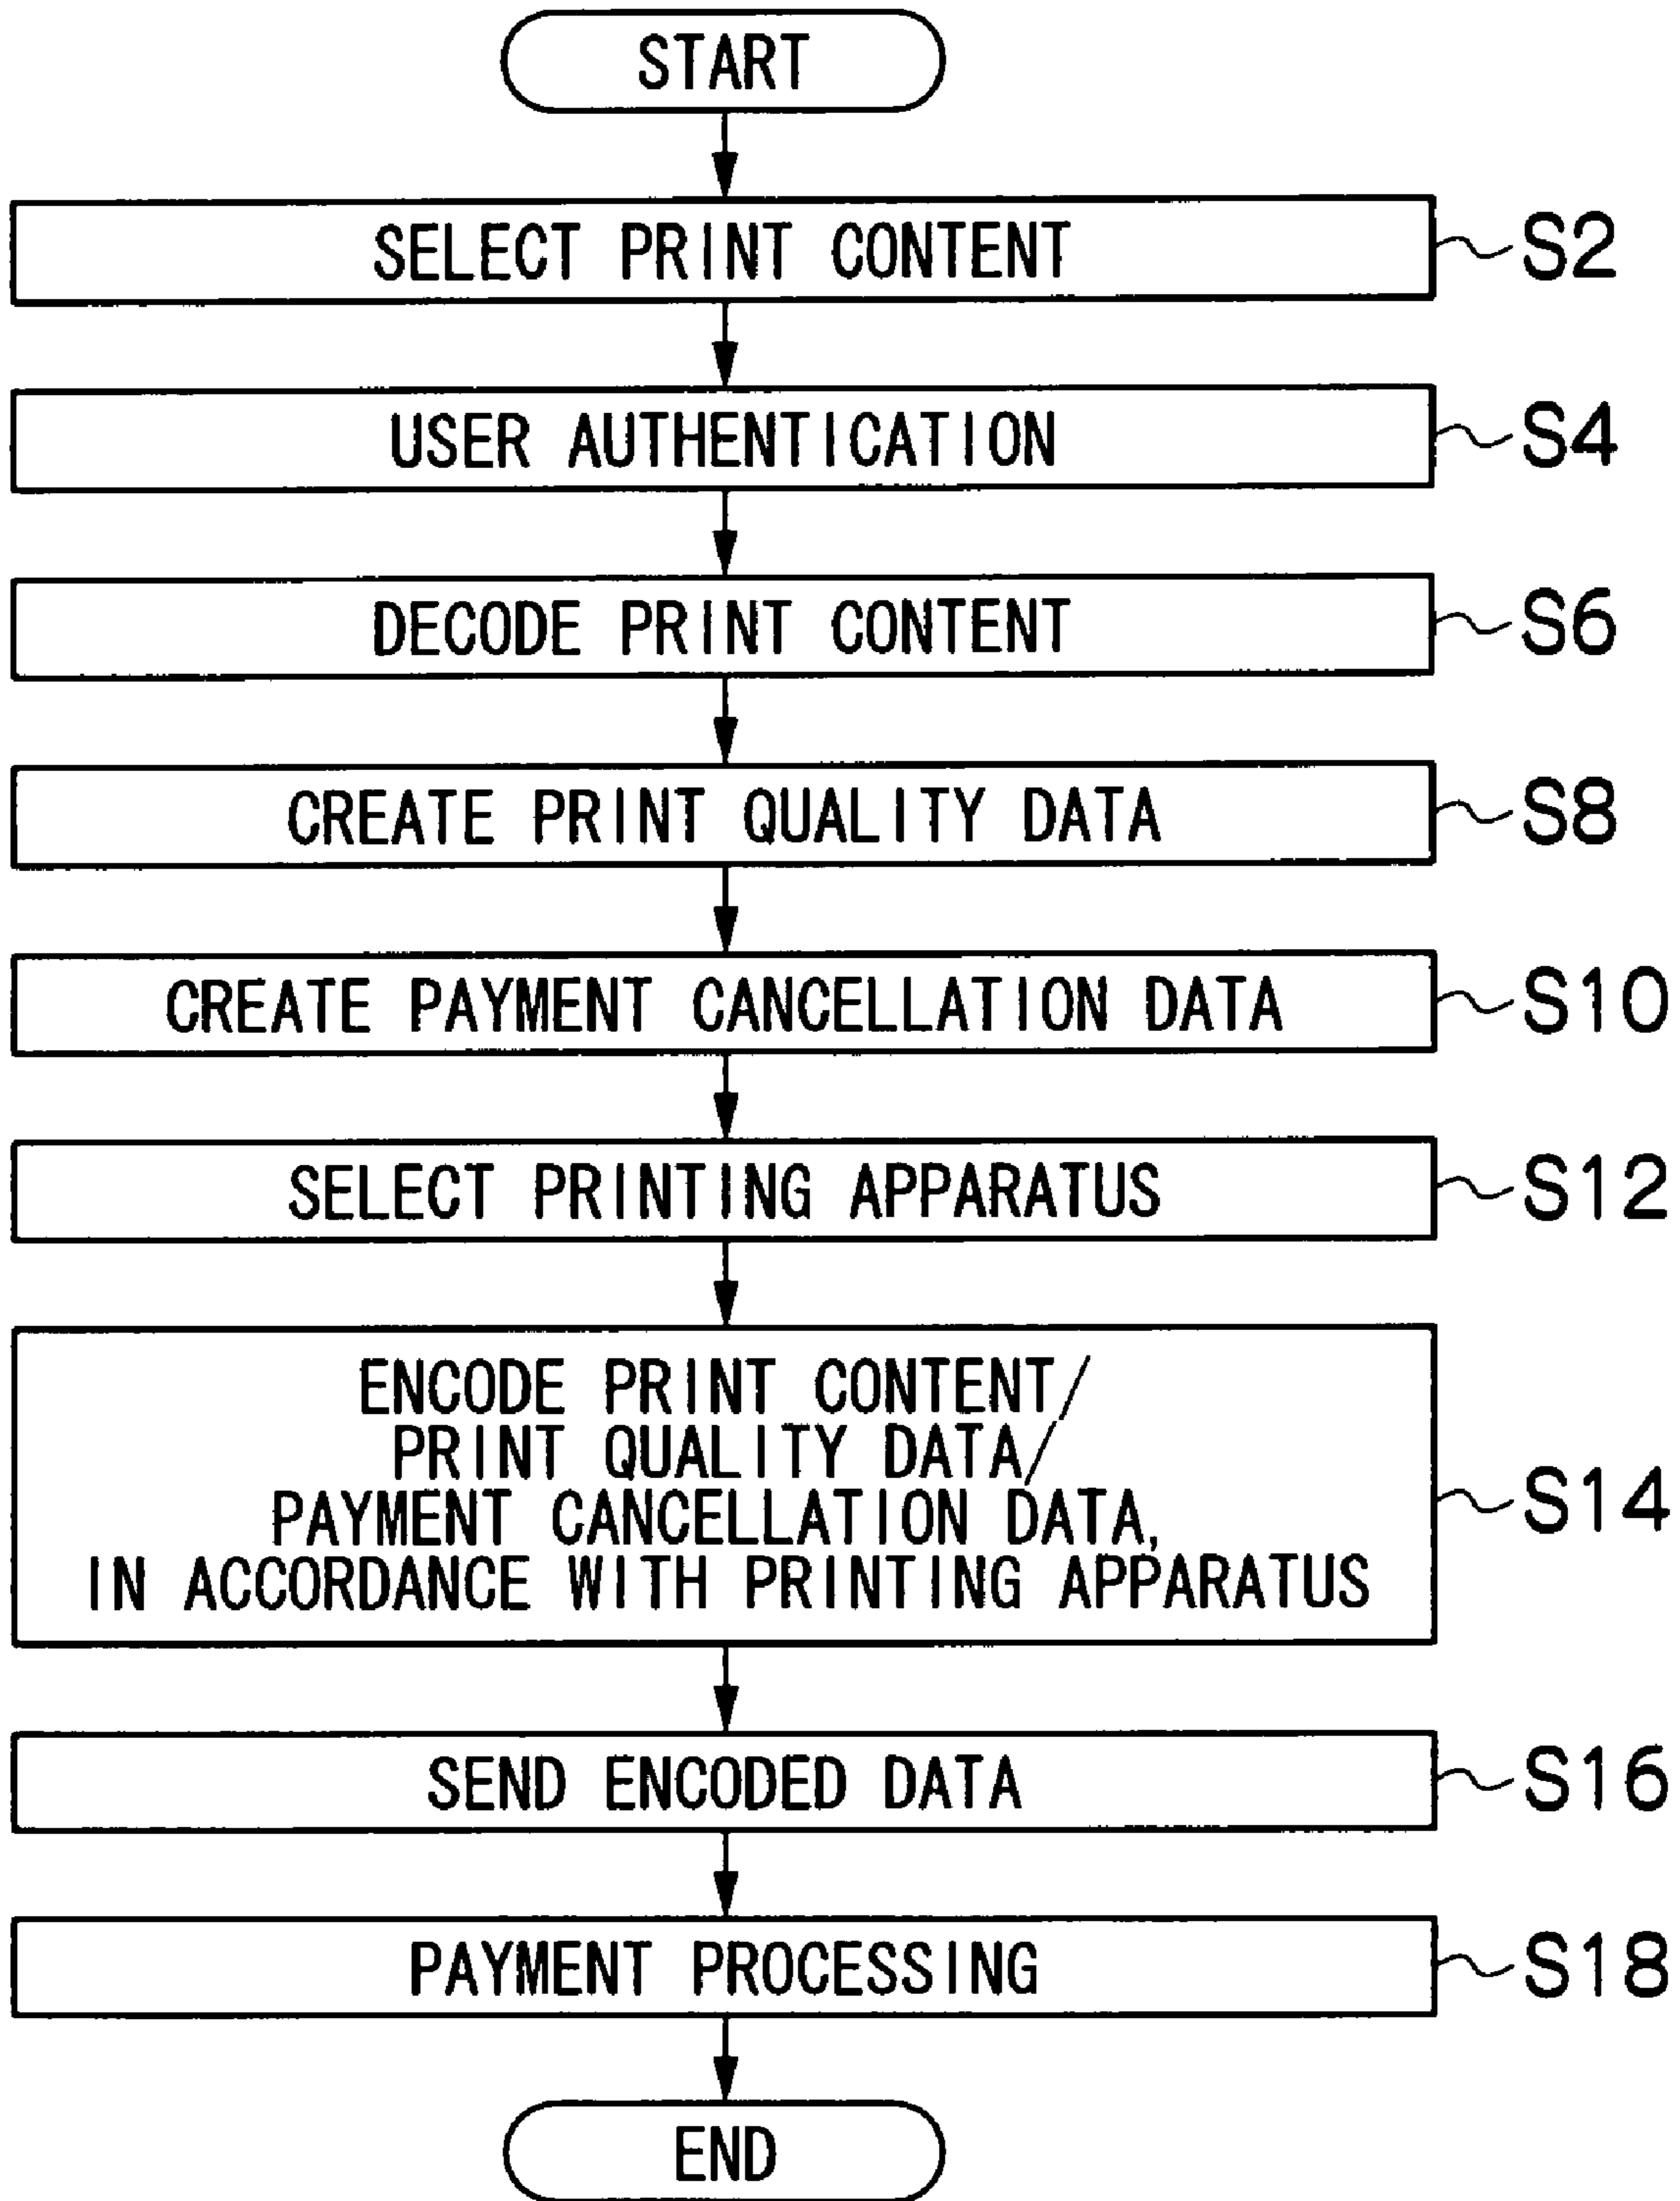 START
SELECT PRINT CONTENT S2
USER AUTHENTICATION S4
DECODE PRINT CONTENT S6
CREATE PRINT QUALITY DATA S8
CREATE PAYMENT CANCELLATION DATA S10
SELECT PRINTING APPARATUS S12
ENCODE PRINT CONTENT/
PRINT QUALITY DATA/
PAYMENT CANCELLATION DATA,
IN ACCORDANCE WITH PRINTING APPARATUS
S14
SEND ENCODED DATA S16
PAYMENT PROCESSING S18
END